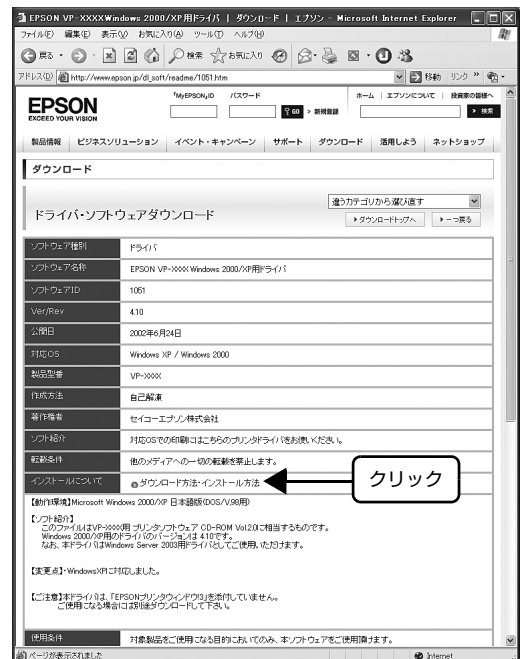 EPSON VP-XXXXWindows 2000/XP用ドライバ | ダウンロード | エプソン - Microsoft Internet Explorer
ファイル(F) 編集(E) 表示(V) お気に入り(A) ツール(T) ヘルプ(H)
戻る 検索 お気に入り
アドレス(D) http://www.epson.jp/dl_soft/readme/1051.htm 移動 リンク »
EPSON
EXCEED YOUR VISION
「MyEPSON」ID パスワード GO > 新規登録
ホーム | エプソンについて | 投資家の皆様へ
検索
製品情報 ビジネスソリューション イベント・キャンペーン サポート ダウンロード 活用しよう ネットショップ
ダウンロード
ドライバ・ソフトウェアダウンロード
違うカテゴリから選び直す
ダウンロードトップへ 一つ戻る
ソフトウェア種別 ドライバ
ソフトウェア名称 EPSON VP-XXXX Windows 2000/XP用ドライバ
ソフトウェアID 1051
Ver/Rev 4.10
公開日 2002年6月24日
対応OS Windows XP / Windows 2000
製品型番 VP-XXXX
作成方法 自己解凍
著作権者 セイコーエプソン株式会社
ソフト紹介 対応OSでの印刷にはこちらのプリンタドライバをお使いください。
転載条件 他のメディアへの一切の転載を禁止します。
インストールについて ダウンロード方法・インストール方法
クリック
【動作環境】Microsoft Windows 2000/XP 日本語版(DOS/V,98用)
【ソフト紹介】
このファイルはVP-XXXX用 プリンタソフトウェア CD-ROM Vol2.0Iに相当するものです。
Windows 2000/XP用のドライバのバージョンは 4.10です。
なお、本ドライバはWindows Server 2003用ドライバとしてご使用いただけます。
【変更点】・WindowsXPに対応しました。
【ご注意】本ドライバは、「EPSONプリンタウィンドウ!3」を添付していません。
ご使用になる場合には別途ダウンロードして下さい。
使用条件 対象製品をご使用になる目的においてのみ、本ソフトウェアをご使用頂けます。
ページが表示されました
Internet